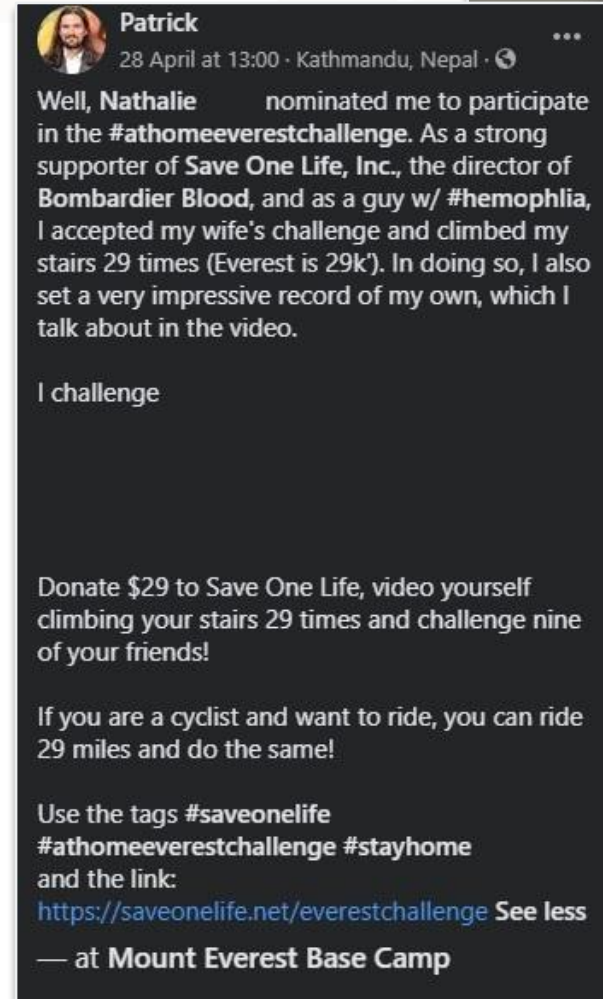 Patrick
28 April at 13:00 · Kathmandu, Nepal ·
Well, Nathalie nominated me to participate
in the #athomeeverestchallenge. As a strong
supporter of Save One Life, Inc., the director of
Bombardier Blood, and as a guy w/ #hemophlia,
I accepted my wife's challenge and climbed my
stairs 29 times (Everest is 29k'). In doing so, I also
set a very impressive record of my own, which I
talk about in the video.
I challenge
Donate $29 to Save One Life, video yourself
climbing your stairs 29 times and challenge nine
of your friends!
If you are a cyclist and want to ride, you can ride
29 miles and do the same!
Use the tags #saveonelife
#athomeeverestchallenge #stayhome
and the link:
https://saveonelife.net/everestchallenge See less
— at Mount Everest Base Camp